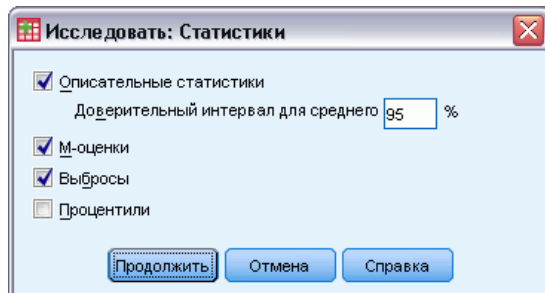 Исследовать: Статистики
Описательные статистики
Доверительный интервал для среднего 95 %
М-оценки
Выбросы
Процентили
Продолжить Отмена Справка